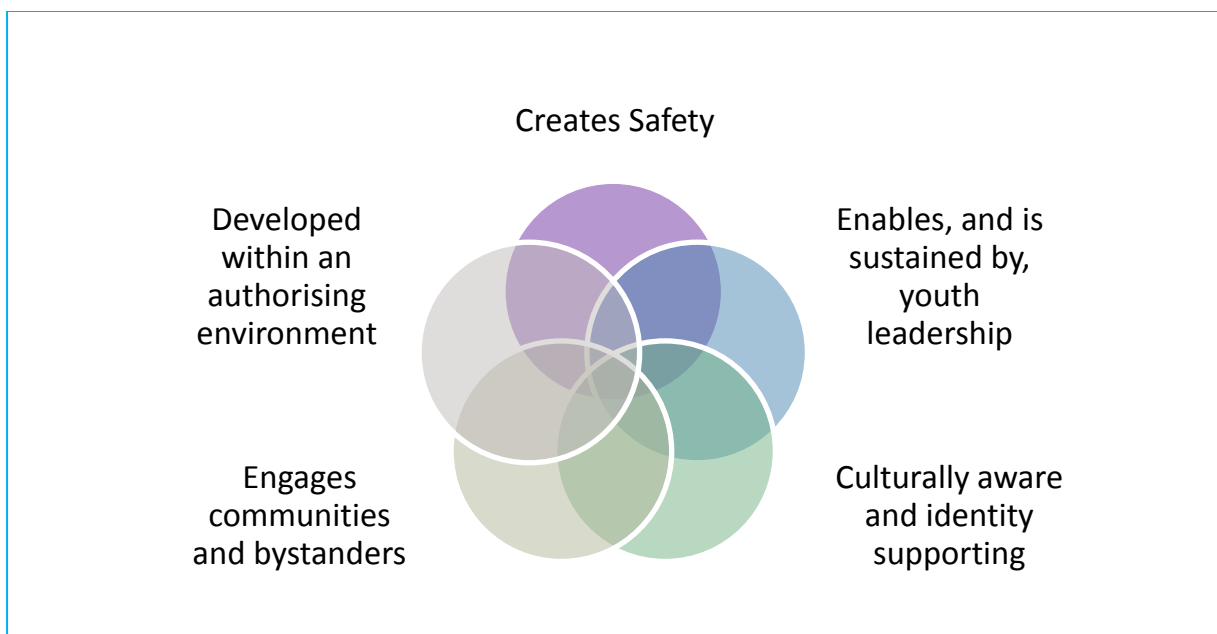 Creates Safety
Developed
within an
authorising
environment
Enables, and is
sustained by,
youth
leadership
Engages
communities
and bystanders
Culturally aware
and identity
supporting